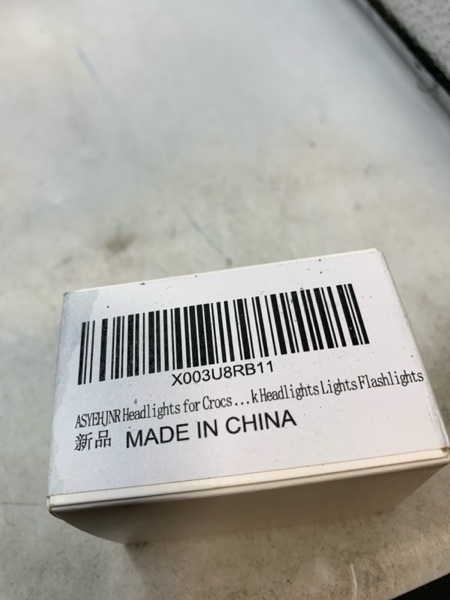 X003U8RB11
ASYEHJNR Headlights for Crocs...k Headlights Lights Flashlights
新品 MADE IN CHINA